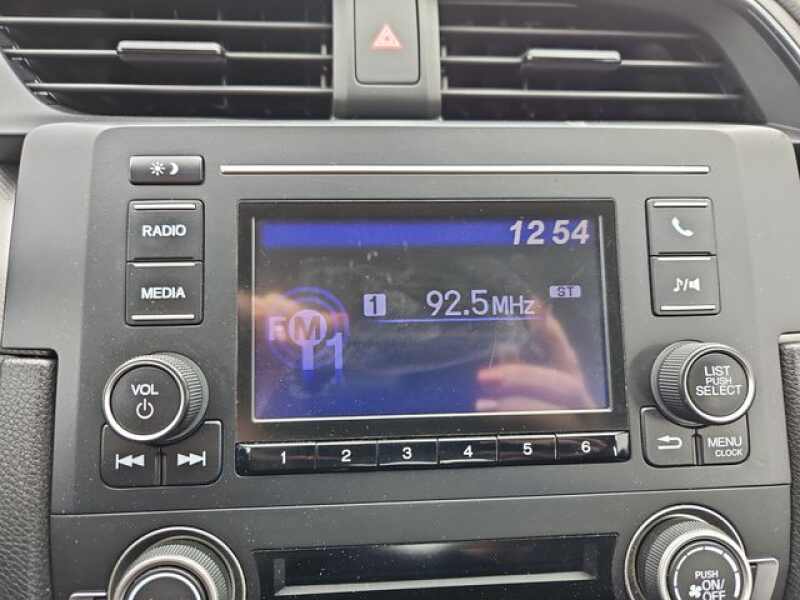 12 54
RADIO
MEDIA
1 92.5MHz ST
FM
1
VOL
LIST
PUSH
SELECT
1 2 3 4 5 6
MENU
CLOCK
PUSH
ON/
OFF